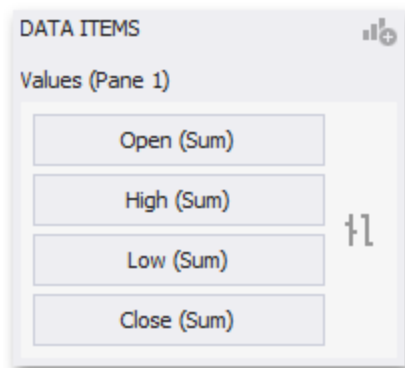 DATA ITEMS
Values (Pane 1)
Open (Sum)
High (Sum)
Low (Sum)
Close (Sum)